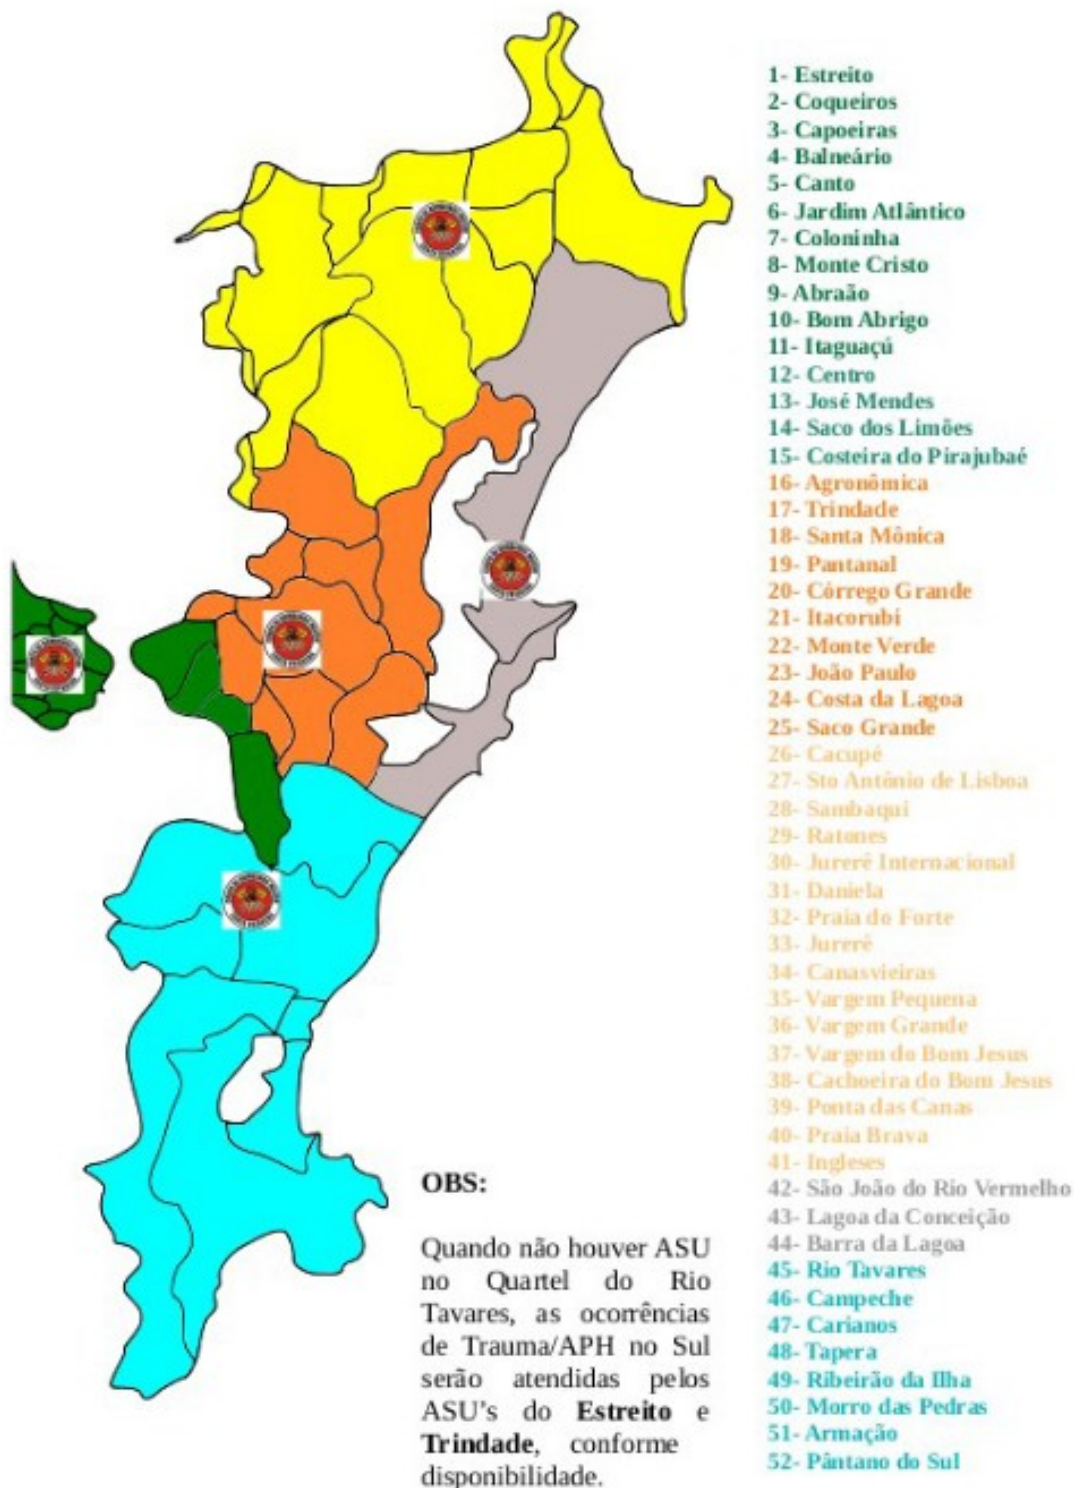 1- Estreito
2- Coqueiros
3- Capoeiras
4- Balneário
5- Canto
6- Jardim Atlântico
7- Coloninha
8- Monte Cristo
9- Abraão
10- Bom Abrigo
11- Itaguaçú
12- Centro
13- José Mendes
14- Saco dos Limões
15- Costeira do Pirajubaé
16- Agronômica
17- Trindade
18- Santa Mônica
19- Pantanal
20- Córrego Grande
21- Itacorubi
22- Monte Verde
23- João Paulo
24- Costa da Lagoa
25- Saco Grande
26- Cacupé
27- Sto Antônio de Lisboa
28- Sambaqui
29- Ratones
30- Jurerê Internacional
31- Daniela
32- Praia do Forte
33- Jurerê
34- Canasvieiras
35- Vargem Pequena
36- Vargem Grande
37- Vargem do Bom Jesus
38- Cachoeira do Bom Jesus
39- Ponta das Canas
40- Praia Brava
41- Ingleses
42- São João do Rio Vermelho
43- Lagoa da Conceição
44- Barra da Lagoa
45- Rio Tavares
46- Campeche
47- Carianos
48- Tapera
49- Ribeirão da Ilha
50- Morro das Pedras
51- Armação
52- Pântano do Sul
OBS:
Quando não houver ASU
no Quartel do Rio
Tavares, as ocorrências
de Trauma/APH no Sul
serão atendidas pelos
ASU's do Estreito e
Trindade, conforme
disponibilidade.